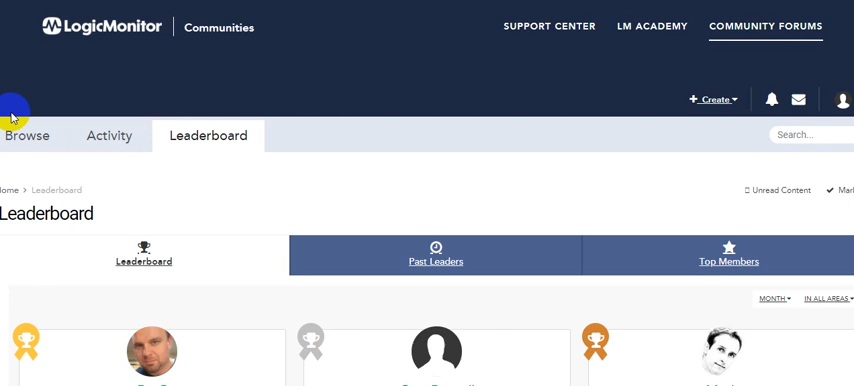 LogicMonitor Communities
SUPPORT CENTER LM ACADEMY COMMUNITY FORUMS
Create
Browse Activity Leaderboard
Search...
Home > Leaderboard
Unread Content
Leaderboard
Leaderboard Past Leaders Top Members
MONTH IN ALL AREAS